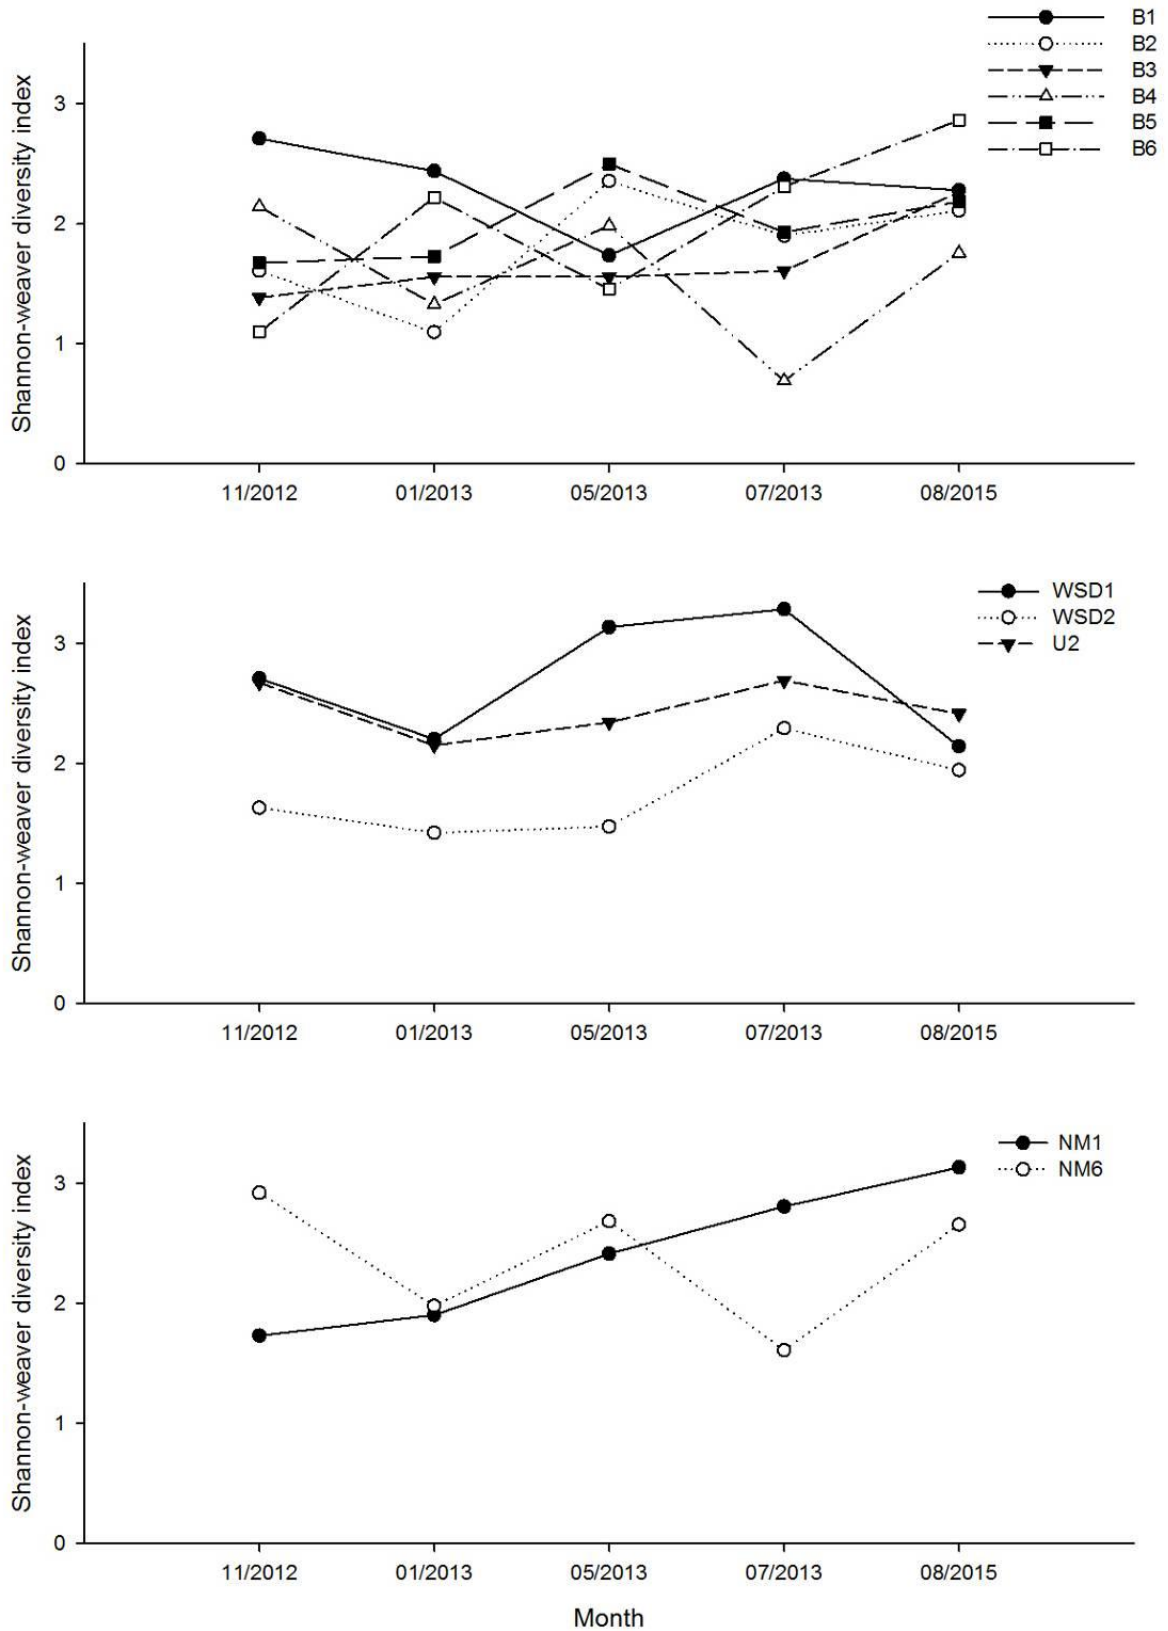 B1
B2
B3
B4
B5
B6
Shannon-weaver diversity index
3
2
1
0
11/2012 01/2013 05/2013 07/2013 08/2015
WSD1
WSD2
U2
Shannon-weaver diversity index
3
2
1
0
11/2012 01/2013 05/2013 07/2013 08/2015
NM1
NM6
Shannon-weaver diversity index
3
2
1
0
11/2012 01/2013 05/2013 07/2013 08/2015
Month